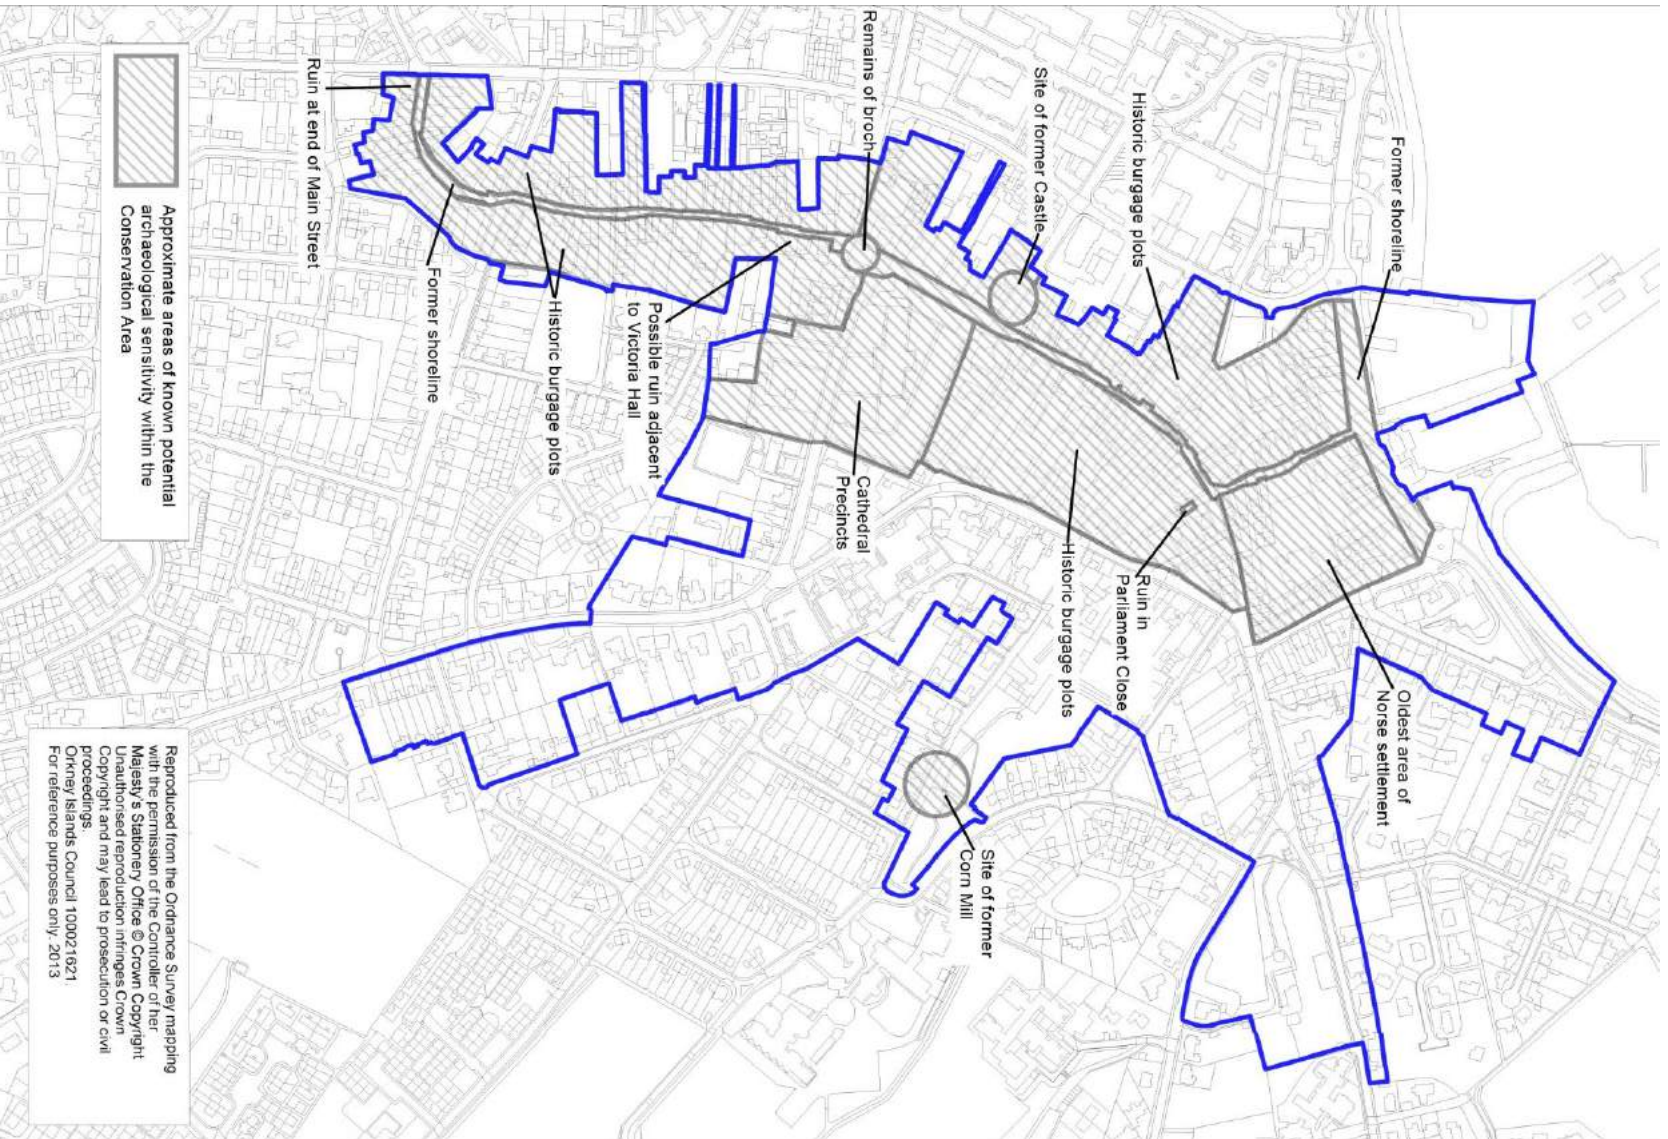 Ruin at end of Main Street
Former shoreline
Historic burgage plots
Possible ruin adjacent
to Victoria Hall
Remains of broch
Cathedral
Precincts
Site of former Castle
Historic burgage plots
Historic burgage plots
Ruin in
Parliament Close
Former shoreline
Oldest area of
Norse settlement
Site of former
Corn Mill
Approximate areas of known potential
archaeological sensitivity within the
Conservation Area
Reproduced from the Ordnance Survey mapping
with the permission of the Controller of her
Majesty's Stationery Office © Crown Copyright
Unauthorised reproduction infringes Crown
Copyright and may lead to prosecution or civil
proceedings.
Orkney Islands Council 100021621.
For reference purposes only. 2013